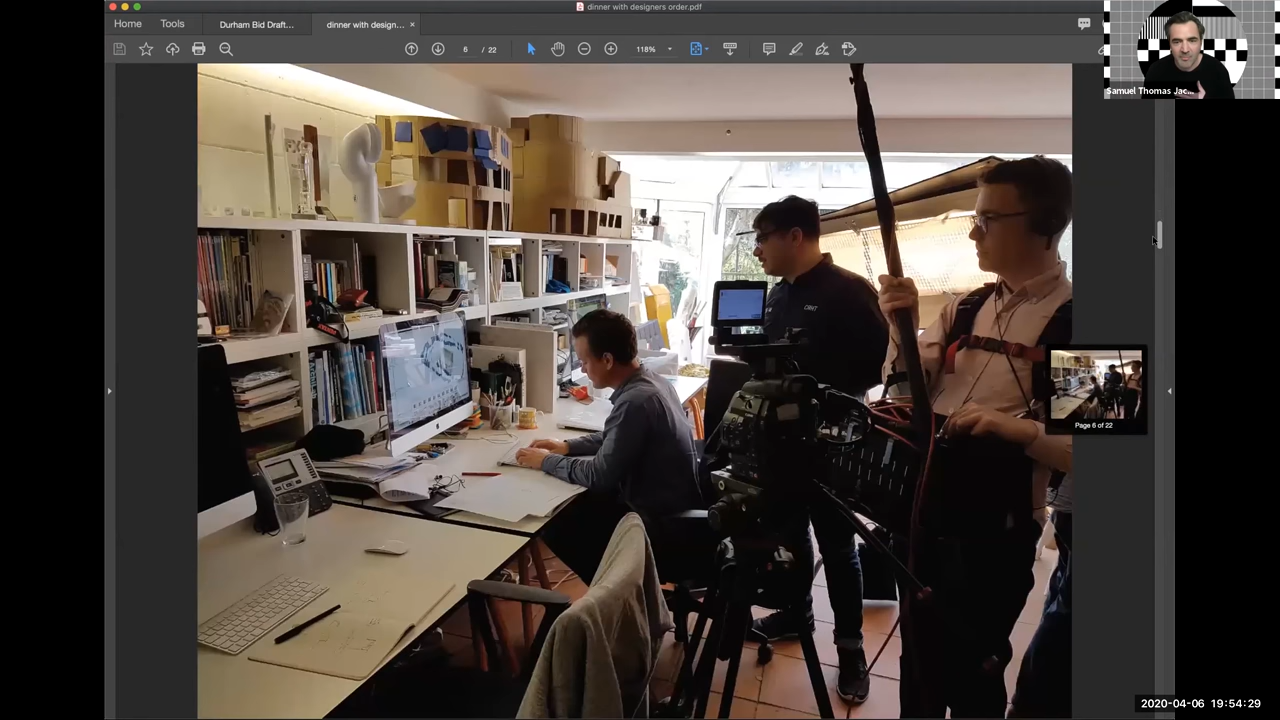 dinner with designers order.pdf
Home
Tools
Durham Bid Draft...
dinner with design... ×
6 / 22
118%
Samuel Thomas Jac...
Page 6 of 22
2020-04-06 19:54:29